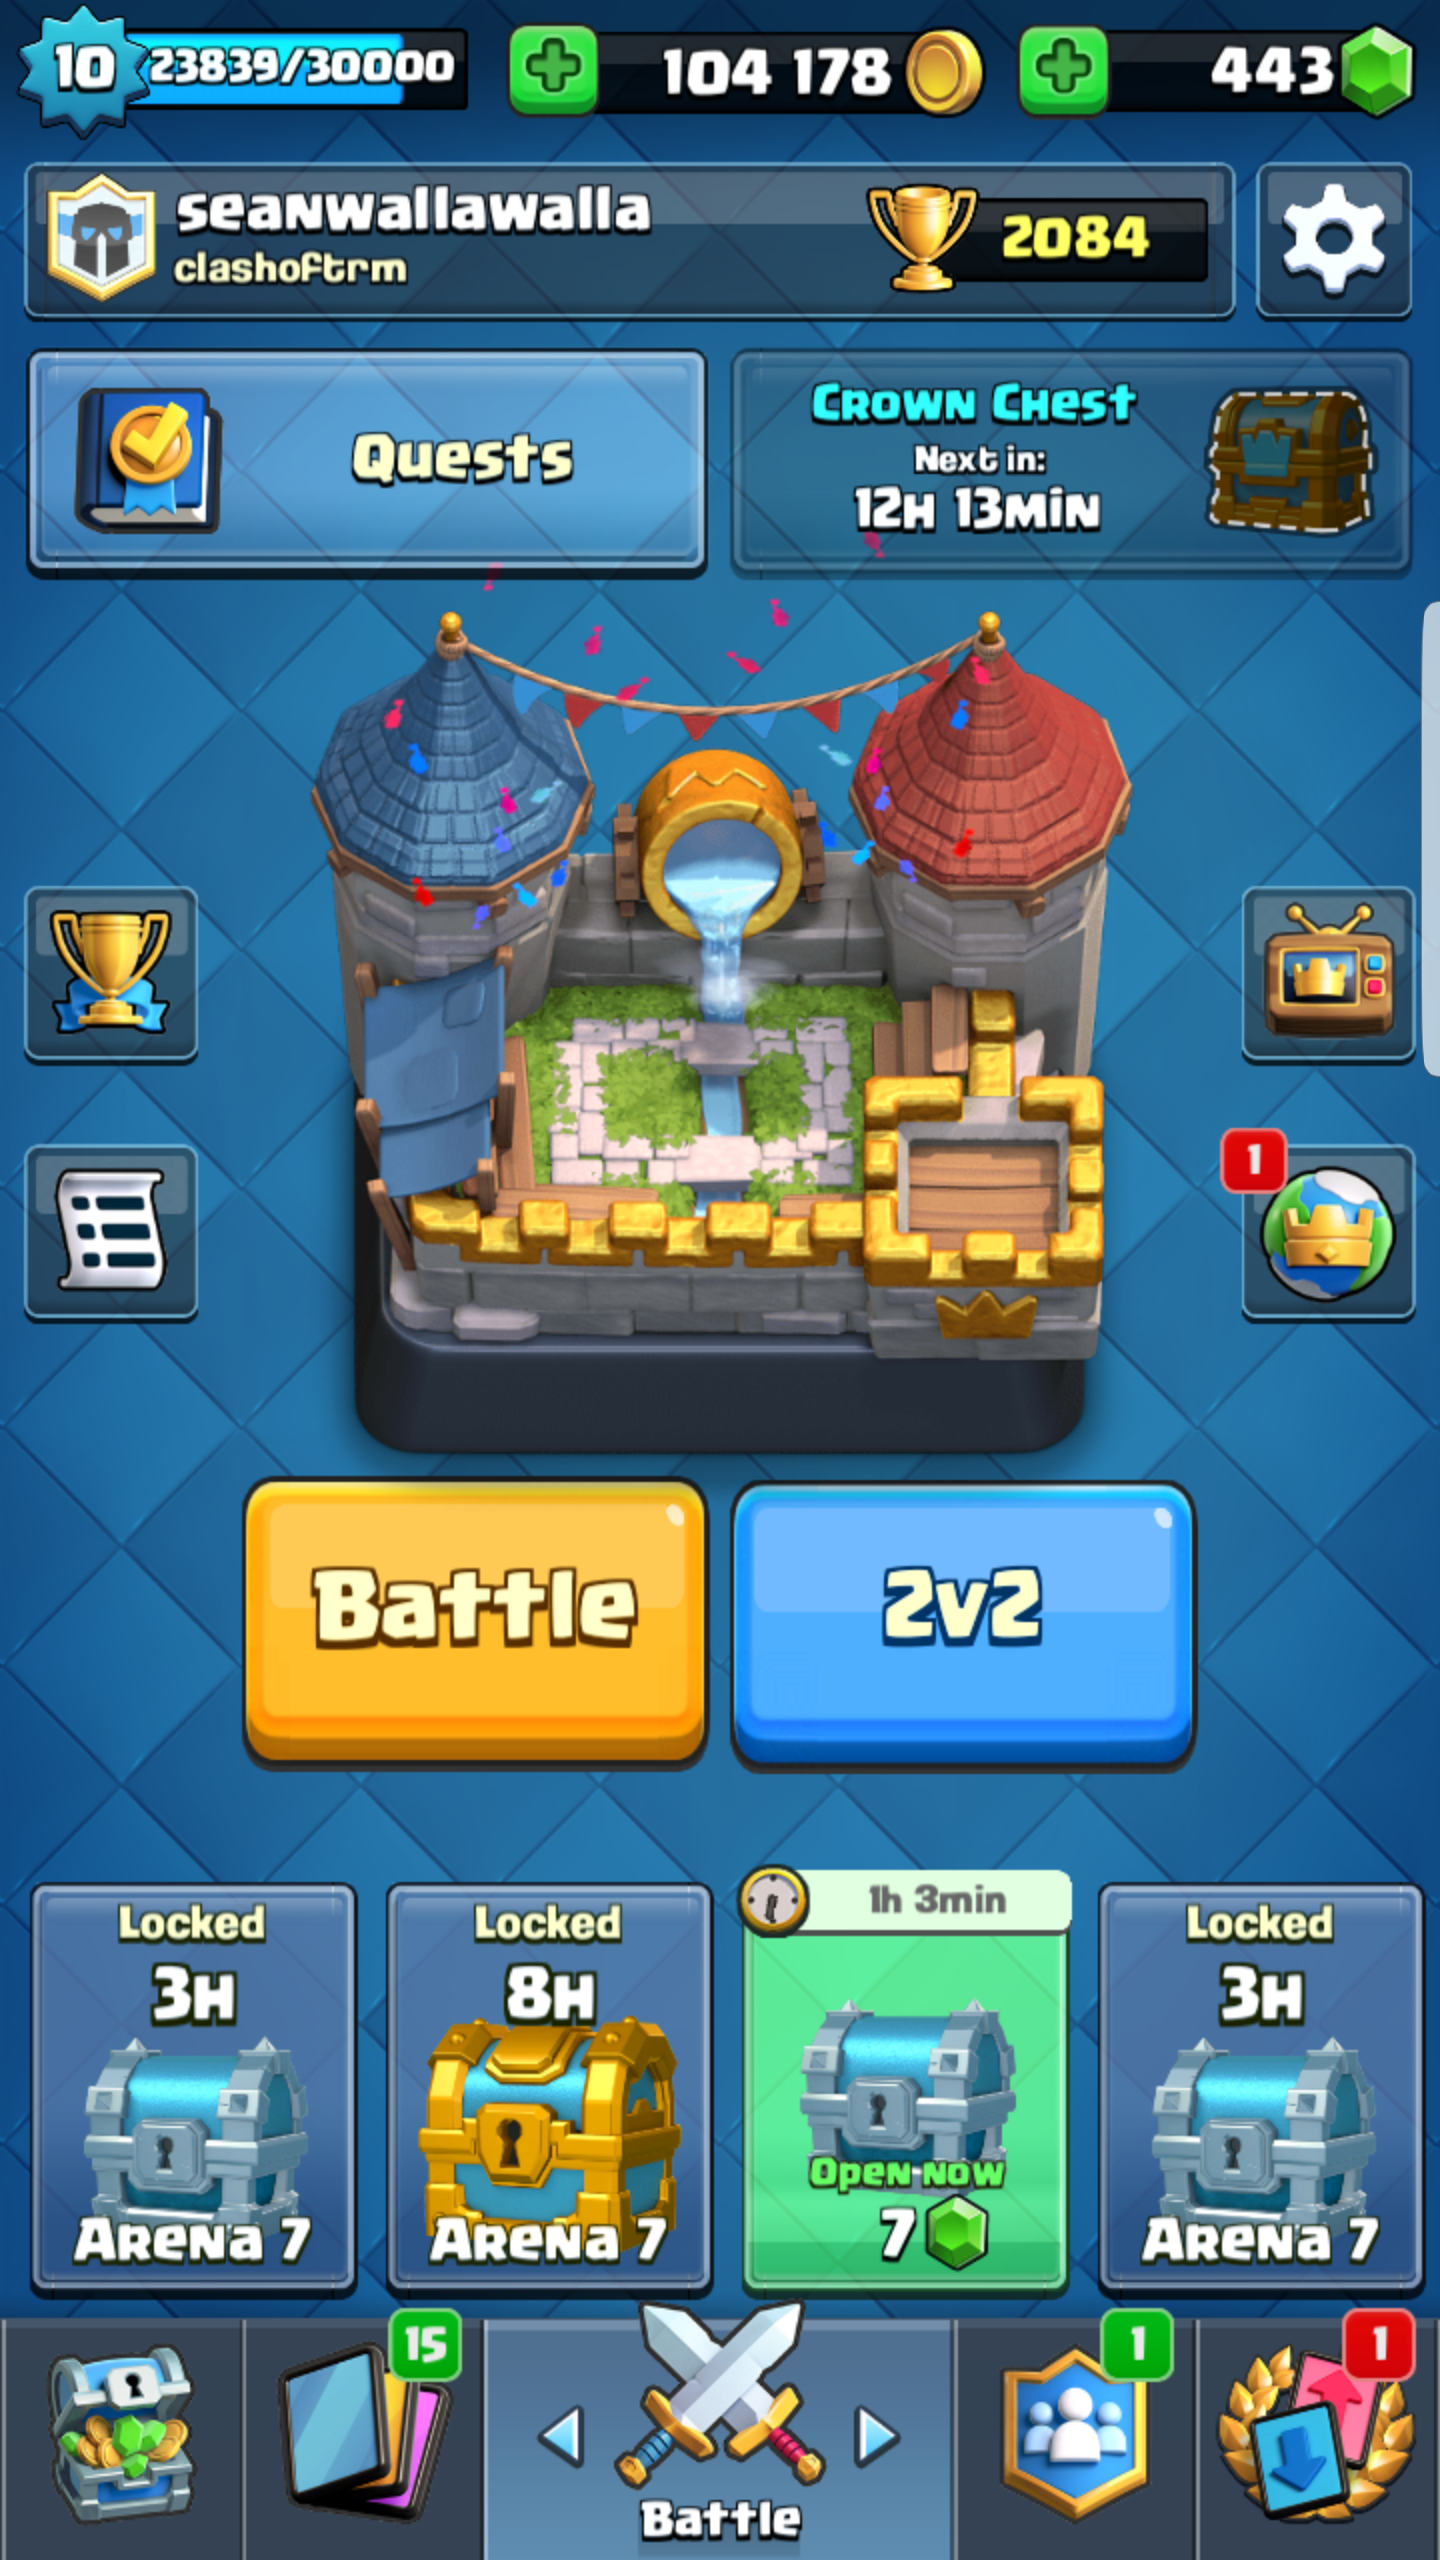 10 23839/30000 104 178 443
seanwallawalla
clashoftrm
2084
Quests
Crown Chest
Next in:
12h 13min
1
Battle
2v2
Locked
3h
Arena 7
Locked
8h
Arena 7
1h 3min
Open now
7
Locked
3h
Arena 7
15
Battle
1
1